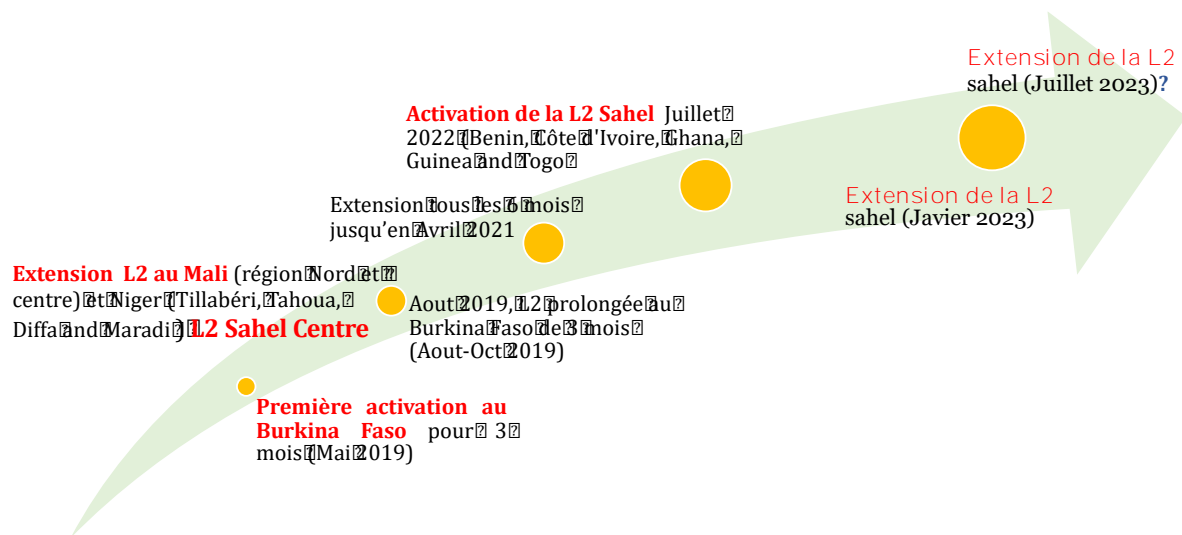 Extension de la L2
sahel (Juillet 2023)?
Activation de la L2 Sahel Juillet
2022 (Benin, Côte d'Ivoire, Ghana,
Guinea and Togo
Extension de la L2
sahel (Javier 2023)
Extension tous les 6 mois
jusqu'en Avril 2021
Extension L2 au Mali (région Nord et
centre) et Niger (Tillabéri, Tahoua,
Diffa and Maradi) L2 Sahel Centre
Aout 2019, L2 prolongée au
Burkina Faso de 3 mois
(Aout-Oct 2019)
Première activation au
Burkina Faso pour 3
mois (Mai 2019)